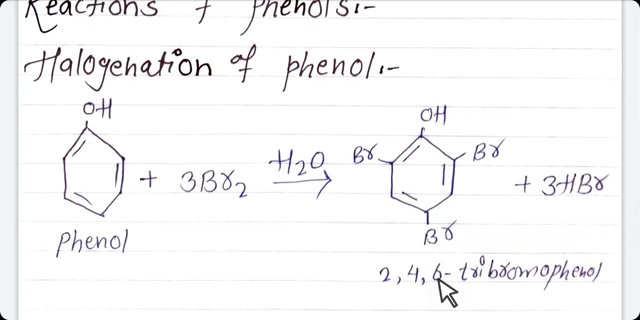 Reactions of phenols:-
Halogenation of phenol:-
OH
OH
Br
Br
+ 3Br2
H2O
+ 3HBr
Br
Phenol
2,4,6-tribromophenol